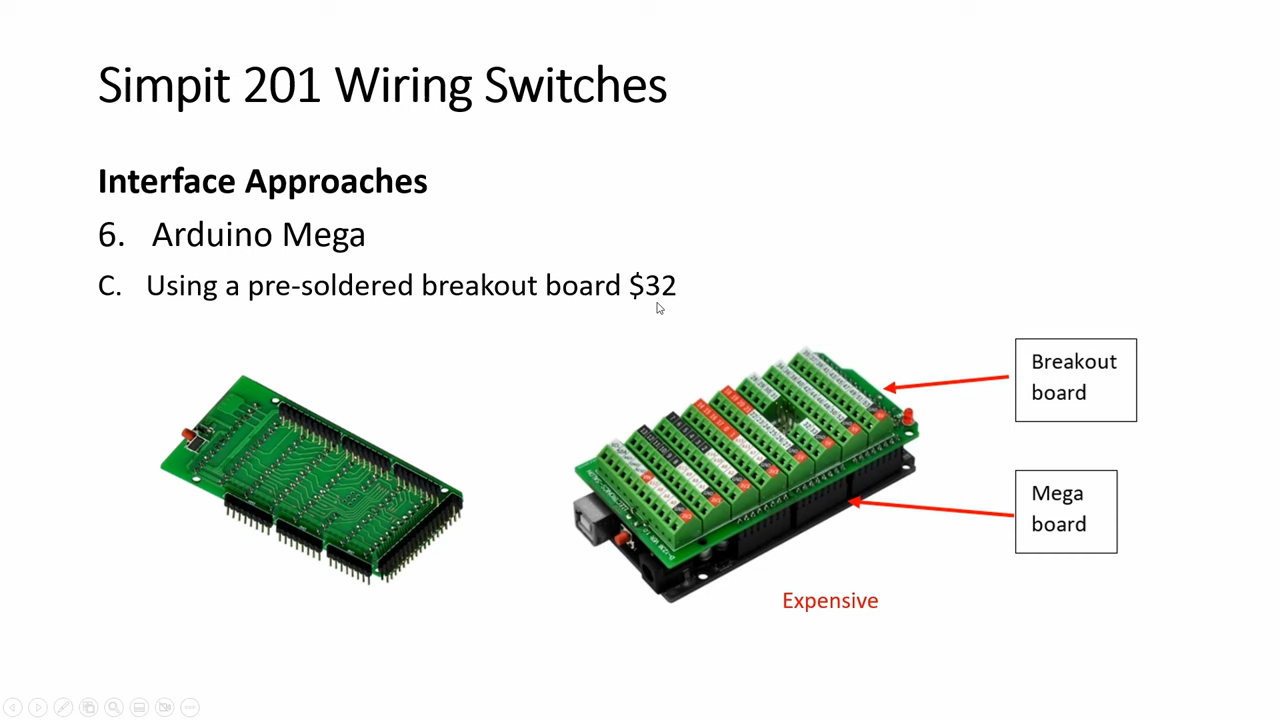 Simpit 201 Wiring Switches
Interface Approaches
6. Arduino Mega
C. Using a pre-soldered breakout board $32
Breakout
board
Mega
board
Expensive